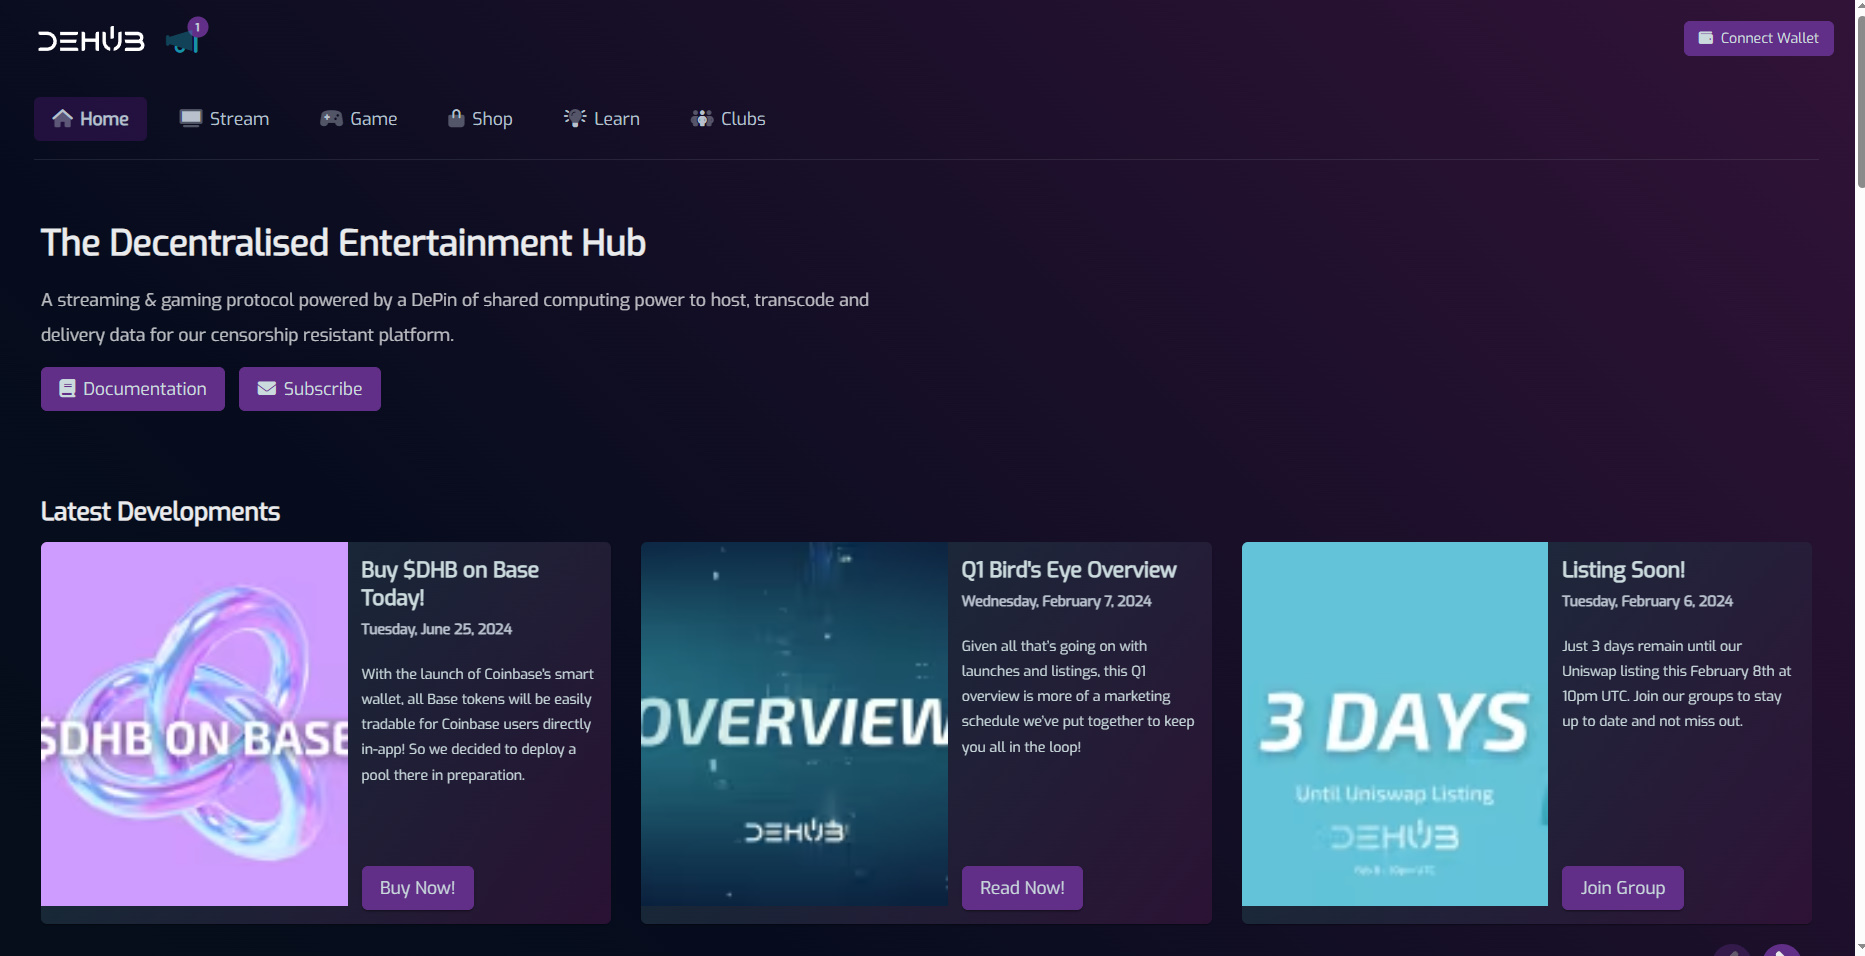 DEHUB
1
Connect Wallet
Home
Stream
Game
Shop
Learn
Clubs
The Decentralised Entertainment Hub
A streaming & gaming protocol powered by a DePin of shared computing power to host, transcode and
delivery data for our censorship resistant platform.
Documentation
Subscribe
Latest Developments
$DHB ON BASE
Buy $DHB on Base
Today!
Tuesday, June 25, 2024
With the launch of Coinbase's smart
wallet, all Base tokens will be easily
tradable for Coinbase users directly
in-app! So we decided to deploy a
pool there in preparation.
Buy Now!
OVERVIEW
DEHUB
Q1 Bird's Eye Overview
Wednesday, February 7, 2024
Given all that's going on with
launches and listings, this Q1
overview is more of a marketing
schedule we've put together to keep
you all in the loop!
Read Now!
3 DAYS
Until Uniswap Listing
DEHUB
Listing Soon!
Tuesday, February 6, 2024
Just 3 days remain until our
Uniswap listing this February 8th at
10pm UTC. Join our groups to stay
up to date and not miss out.
Join Group